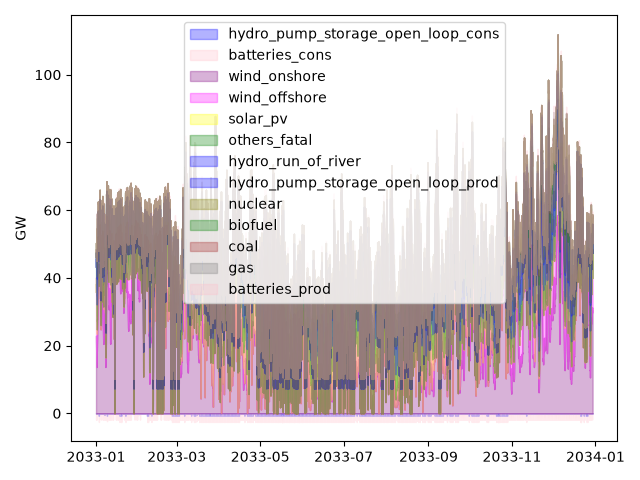 hydro_pump_storage_open_loop_cons
batteries_cons
wind_onshore
wind_offshore
solar_pv
others_fatal
hydro_run_of_river
hydro_pump_storage_open_loop_prod
nuclear
biofuel
coal
gas
batteries_prod
GW
100
80
60
40
20
0
2033-01 2033-03 2033-05 2033-07 2033-09 2033-11 2034-01